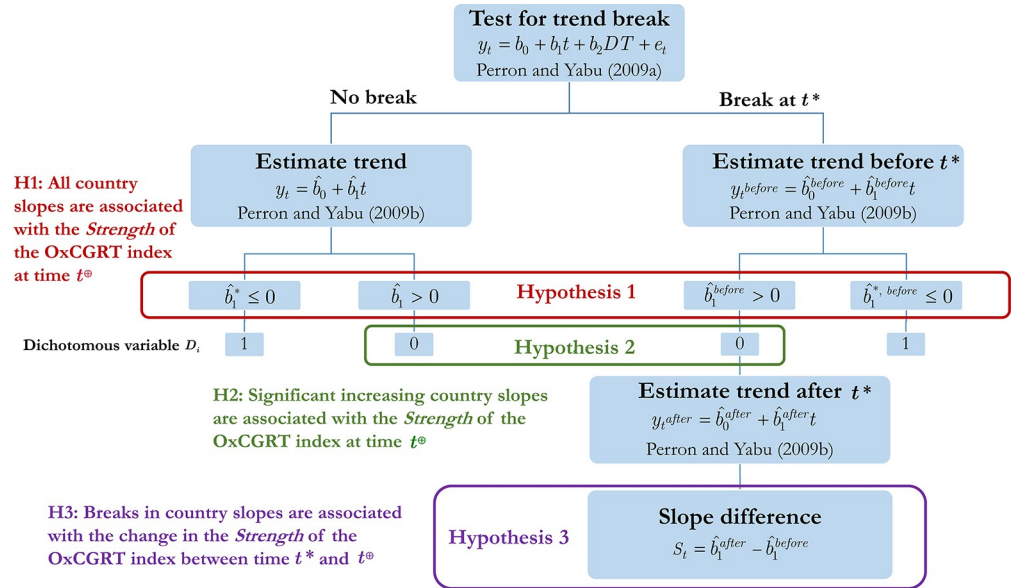 Test for trend break
y_t = b_0 + b_1t + b_2DT + e_t
Perron and Yabu (2009a)
No break
Break at t*
Estimate trend
y_t = b̂_0 + b̂_1t
Perron and Yabu (2009b)
Estimate trend before t*
y_t^before = b̂_0^before + b̂_1^before t
Perron and Yabu (2009b)
H1: All country
slopes are associated
with the Strength of
the OxCGRT index
at time t⊕
b̂_1^* ≤ 0
b̂_1 > 0
Hypothesis 1
b̂_1^before > 0
b̂_1^*, before ≤ 0
Dichotomous variable D_i
1
0
Hypothesis 2
0
1
H2: Significant increasing country slopes
are associated with the Strength of the
OxCGRT index at time t⊕
Estimate trend after t*
y_t^after = b̂_0^after + b̂_1^after t
Perron and Yabu (2009b)
H3: Breaks in country slopes are associated
with the change in the Strength of the
OxCGRT index between time t* and t⊕
Hypothesis 3
Slope difference
S_t = b̂_1^after − b̂_1^before